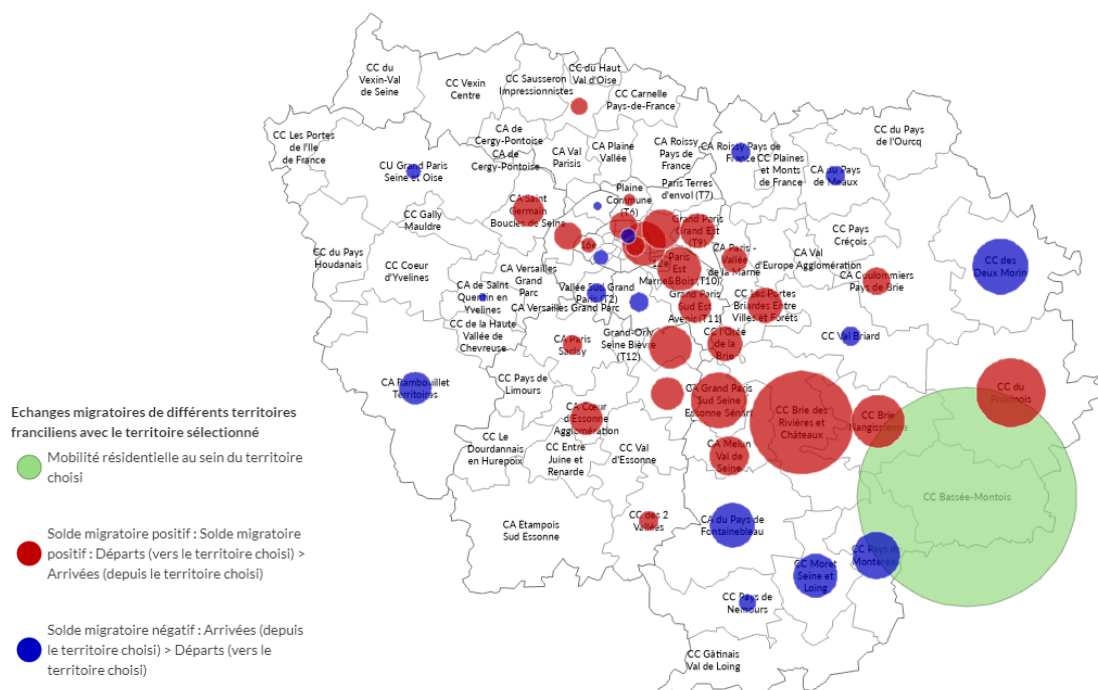 CC du
Vexin-Val
de Seine
CC Vexin
Centre
CC Sausseron
Impressionnistes
CC du Haut
Val d'Oise
CC Carnelle
Pays-de-France
CC Les Portes
de l'Ile
de France
CA de
Cergy-Pontoise
CA de
Cergy-Pontoise
CA Val
Parisis
CA Plaine
Vallée
CA Roissy
Pays de
France
CA Roissy Pays de
France
CC Plaines
et Monts
de France
CC du Pays
de l'Ourcq
CU Grand Paris
Seine et Oise
CA du Pays
de Meaux
Paris Terres
d'envol (T7)
Plaine
Commune
(T6)
CA Saint
Germain
Boucles de Seine
CC Gally
Mauldre
Grand Paris
Grand Est
(T9)
CC Pays
Créçois
CC du Pays
Houdanais
CC Coeur
d'Yvelines
CA Versailles
Grand
Parc
16e
12e
Paris
Est
Marne&Bois (T10)
CA Paris -
Vallée
de la Marne
CA Val
d'Europe Agglomération
CA Coulommiers
Pays de Brie
CC des
Deux Morin
CA de Saint
Quentin en
Yvelines
CA Versailles Grand Parc
Vallée Sud Grand
Paris (T2)
Grand Paris
Sud Est
Avenir (T11)
CC Les Portes
Briardes Entre
Villes et Forêts
CC de la Haute
Vallée de
Chevreuse
CA Paris
Saclay
Grand-Orly
Seine Bièvre
(T12)
CC l'Orée
de la
Brie
CC Val Briard
CA Rambouillet
Territoires
CC Pays de
Limours
CA Grand Paris
Sud Seine
Essonne Sénart
CC Brie des
Rivières et
Châteaux
CC Brie
Nangissienne
CC du
Provinois
CA Cœur
d'Essonne
Agglomération
CC Le
Dourdannais
en Hurepoix
CC Entre
Juine et
Renarde
CC Val
d'Essonne
CA Melun
Val de
Seine
CC Bassée-Montois
CA Etampois
Sud Essonne
CC des 2
Vallées
CA du Pays de
Fontainebleau
CC Moret
Seine et
Loing
CC Pays de
Montereau
CC Pays de
Nemours
CC Gâtinais
Val de Loing
Echanges migratoires de différents territoires
franciliens avec le territoire sélectionné
Mobilité résidentielle au sein du territoire
choisi
Solde migratoire positif : Solde migratoire
positif : Départs (vers le territoire choisi) >
Arrivées (depuis le territoire choisi)
Solde migratoire négatif : Arrivées (depuis
le territoire choisi) > Départs (vers le
territoire choisi)